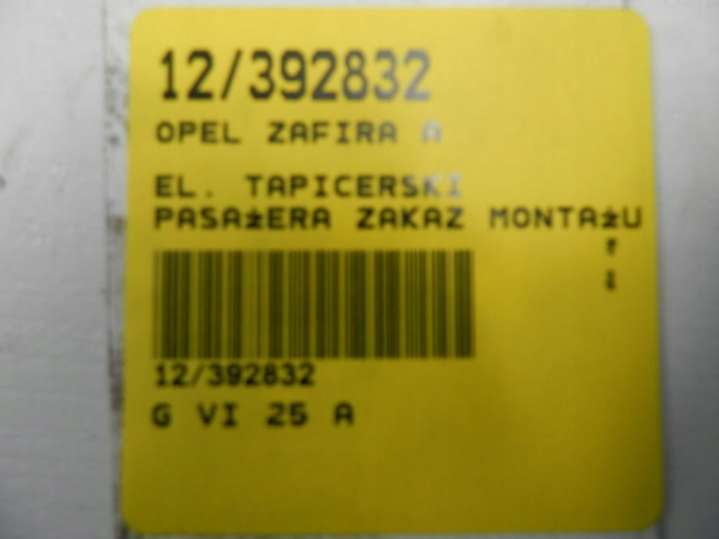 12/392832
OPEL ZAFIRA A
EL. TAPICERSKI
PASAŻERA ZAKAZ MONTAŻU
12/392832
G VI 25 A